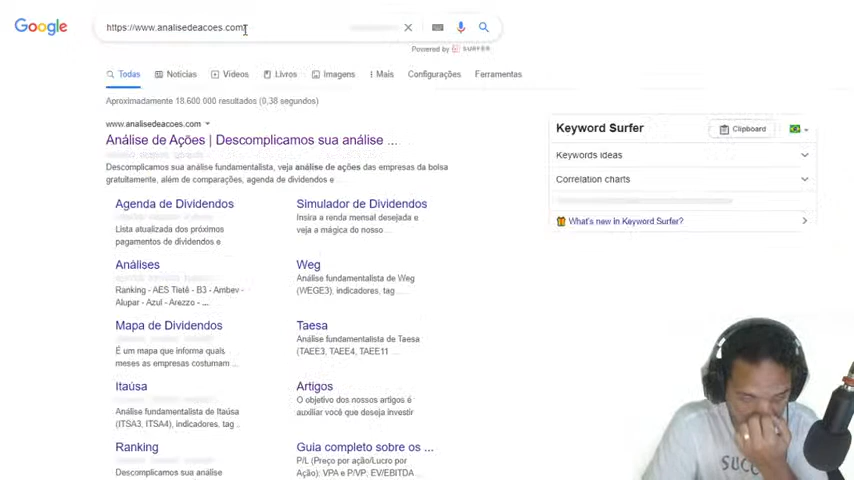 Google
https://www.analisedeacoes.com/
Powered by SURFER
Todas Notícias Vídeos Livros Imagens Mais Configurações Ferramentas
Aproximadamente 18.600.000 resultados (0,38 segundos)
www.analisedeacoes.com
Análise de Ações | Descomplicamos sua análise ...
Descomplicamos sua análise fundamentalista, veja análise de ações das empresas da bolsa
gratuitamente, além de comparações, agenda de dividendos e
Agenda de Dividendos
Lista atualizada dos próximos
pagamentos de dividendos e
Simulador de Dividendos
Insira a renda mensal desejada e
veja a mágica do nosso ...
Análises
Ranking - AES Tietê - B3 - Ambev -
Alupar - Azul - Arezzo - ...
Weg
Análise fundamentalista de Weg
(WEGE3), indicadores, tag ...
Mapa de Dividendos
É um mapa que informa quais
meses as empresas costumam ...
Taesa
Análise fundamentalista de Taesa
(TAEE3, TAEE4, TAEE11 ...
Itaúsa
Análise fundamentalista de Itaúsa
(ITSA3, ITSA4), indicadores, tag ..
Artigos
O objetivo dos nossos artigos é
auxiliar você que deseja investir
Ranking
Descomplicamos sua análise
Guia completo sobre os ...
P/L (Preço por ação/Lucro por
Ação); VPA e P/VP; EV/EBITDA ...
Keyword Surfer
Clipboard
Keywords ideas
Correlation charts
What's new in Keyword Surfer?
SUCC